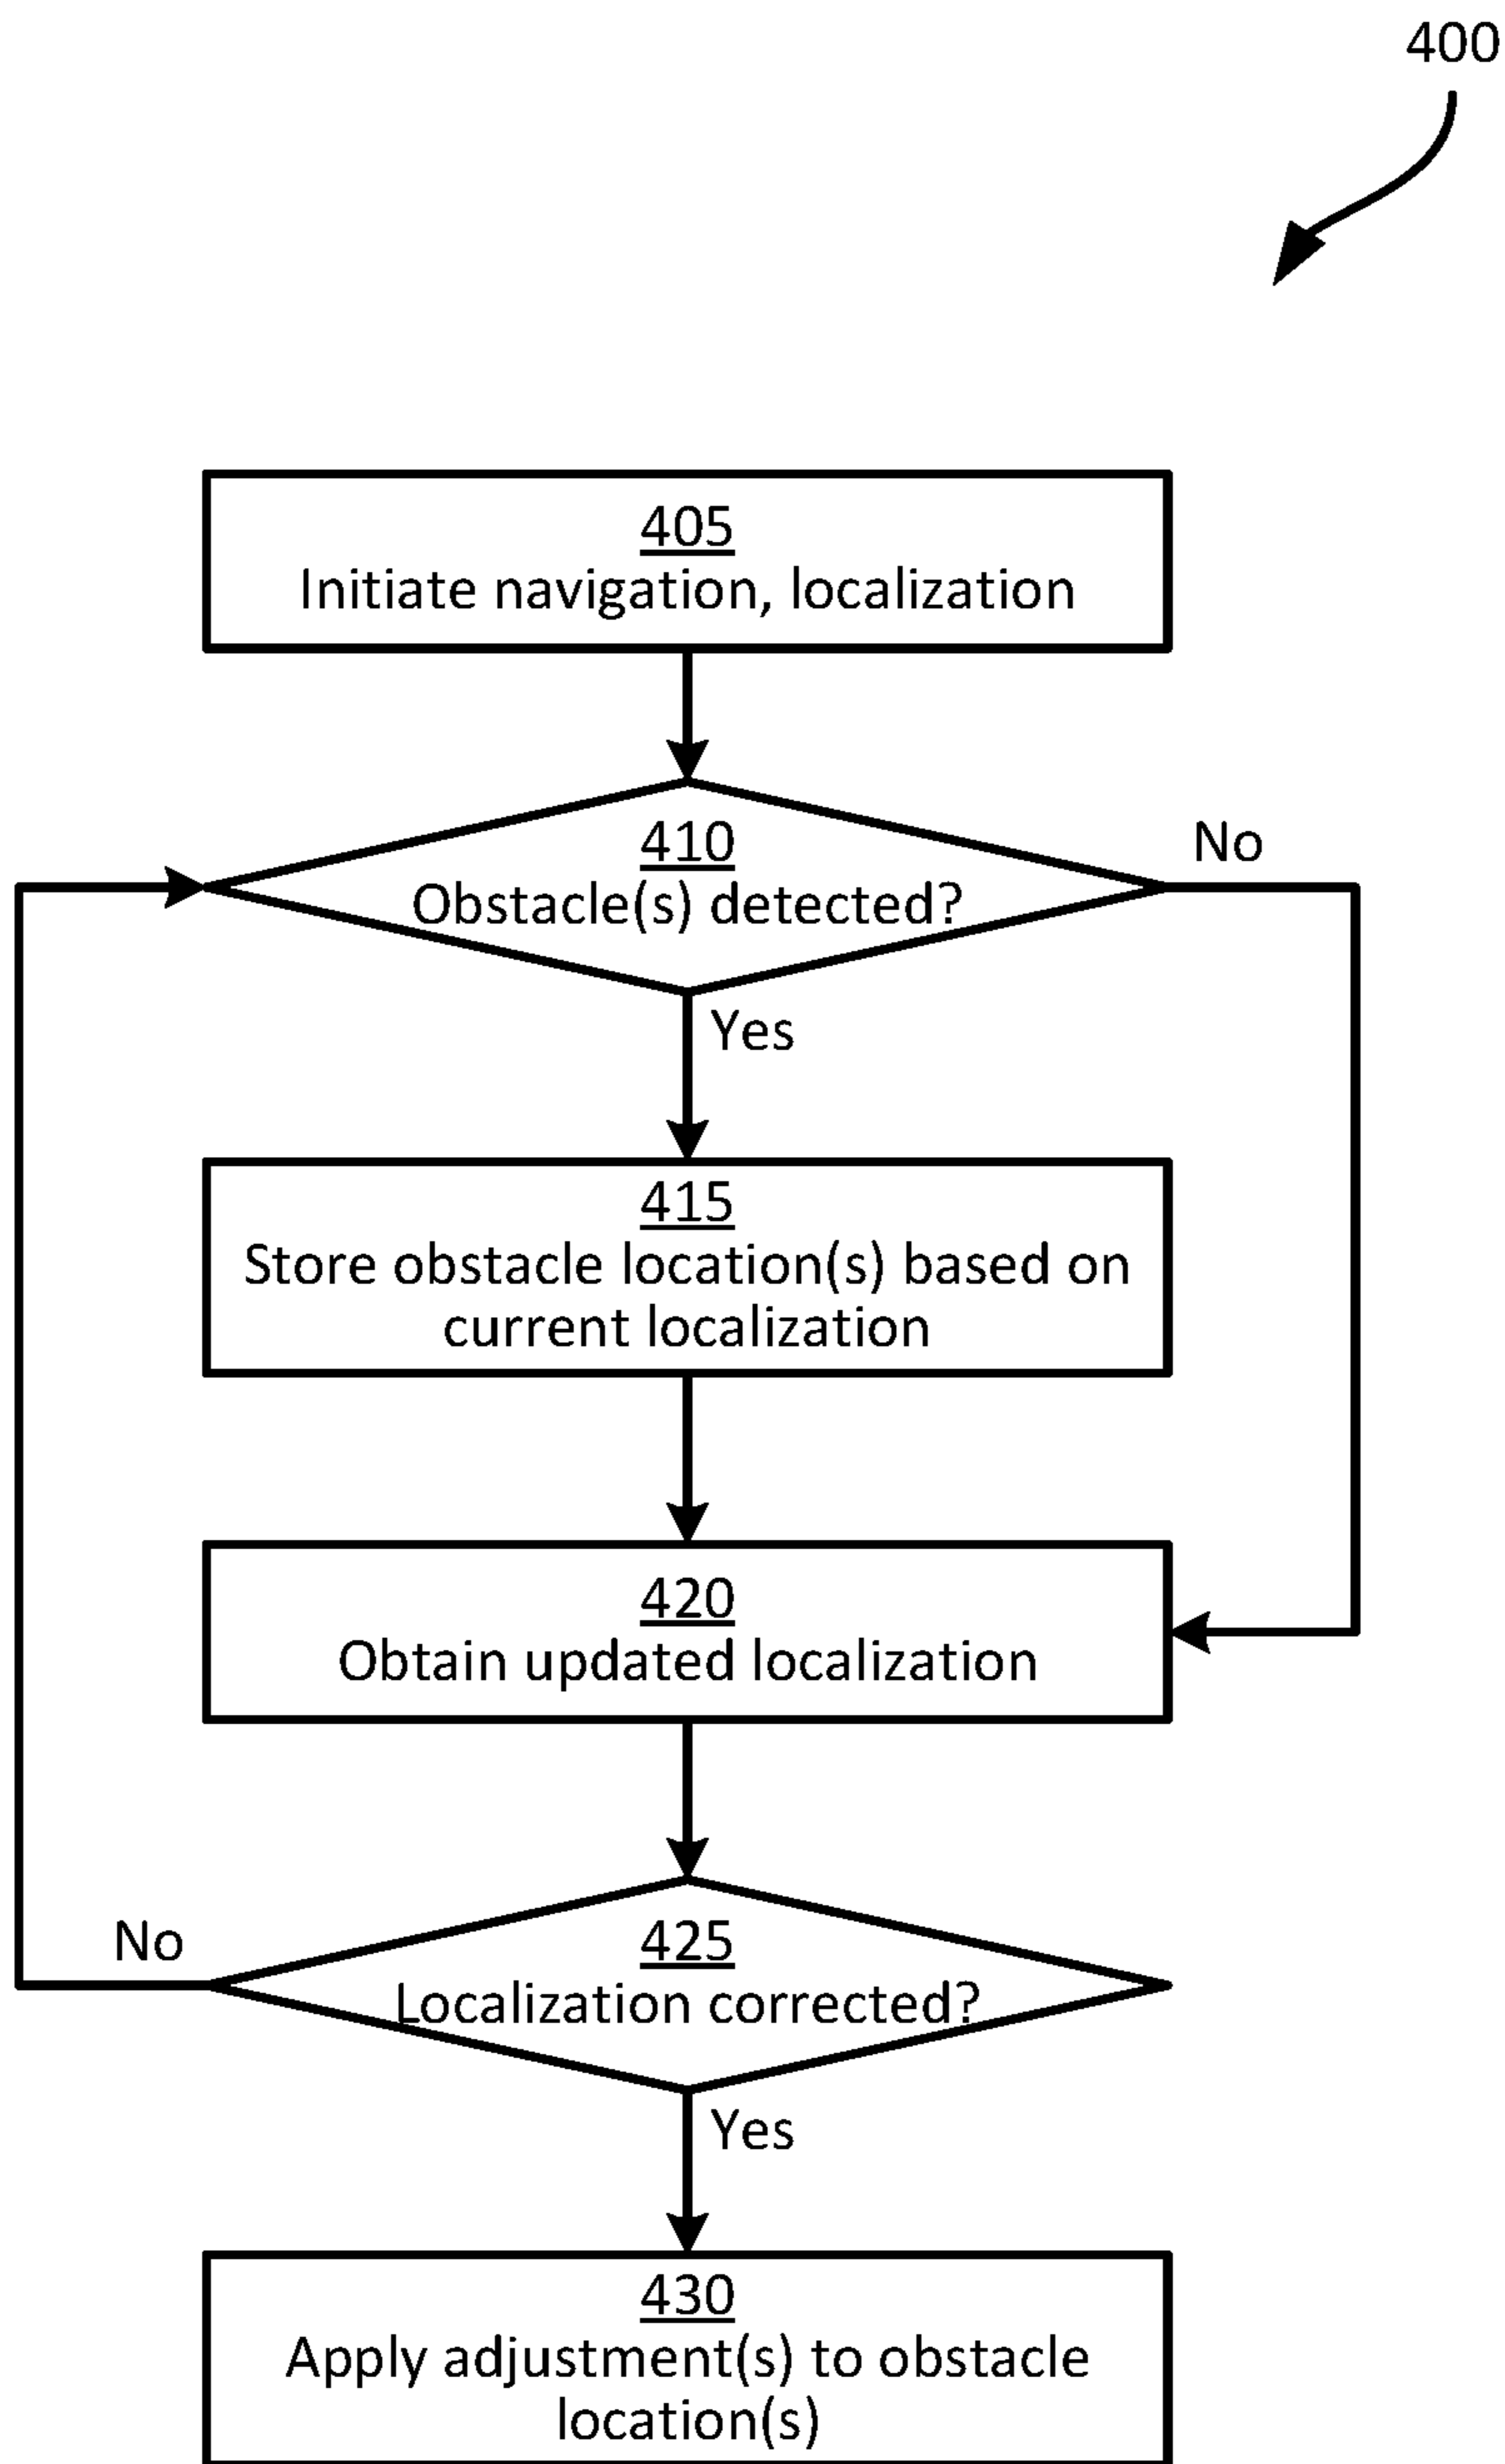 400
405
Initiate navigation, localization
410
Obstacle(s) detected?
No
Yes
415
Store obstacle location(s) based on
current localization
420
Obtain updated localization
425
Localization corrected?
No
Yes
430
Apply adjustment(s) to obstacle
location(s)